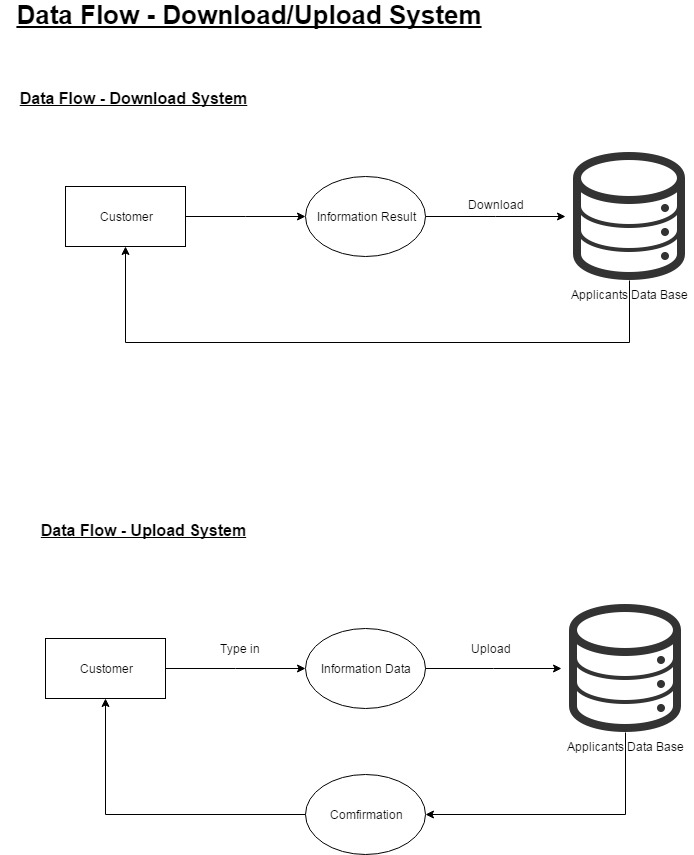 Data Flow - Download/Upload System
Data Flow - Download System
Customer
Information Result
Download
Applicants Data Base
Data Flow - Upload System
Customer
Type in
Information Data
Upload
Applicants Data Base
Comfirmation